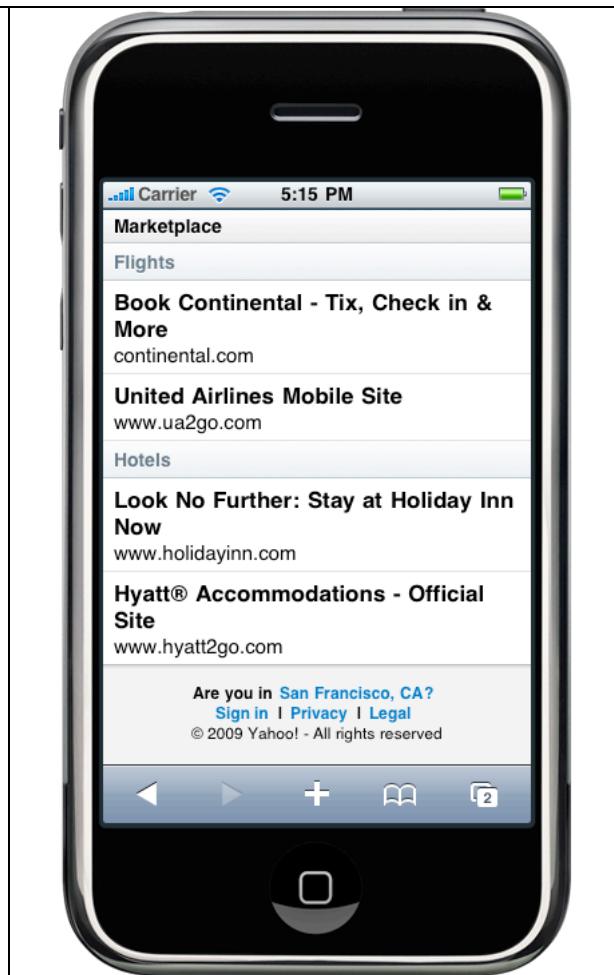 Carrier 5:15 PM
Marketplace
Flights
Book Continental - Tix, Check in &
More
continental.com
United Airlines Mobile Site
www.ua2go.com
Hotels
Look No Further: Stay at Holiday Inn
Now
www.holidayinn.com
Hyatt® Accommodations - Official
Site
www.hyatt2go.com
Are you in San Francisco, CA?
Sign in | Privacy | Legal
© 2009 Yahoo! - All rights reserved
2